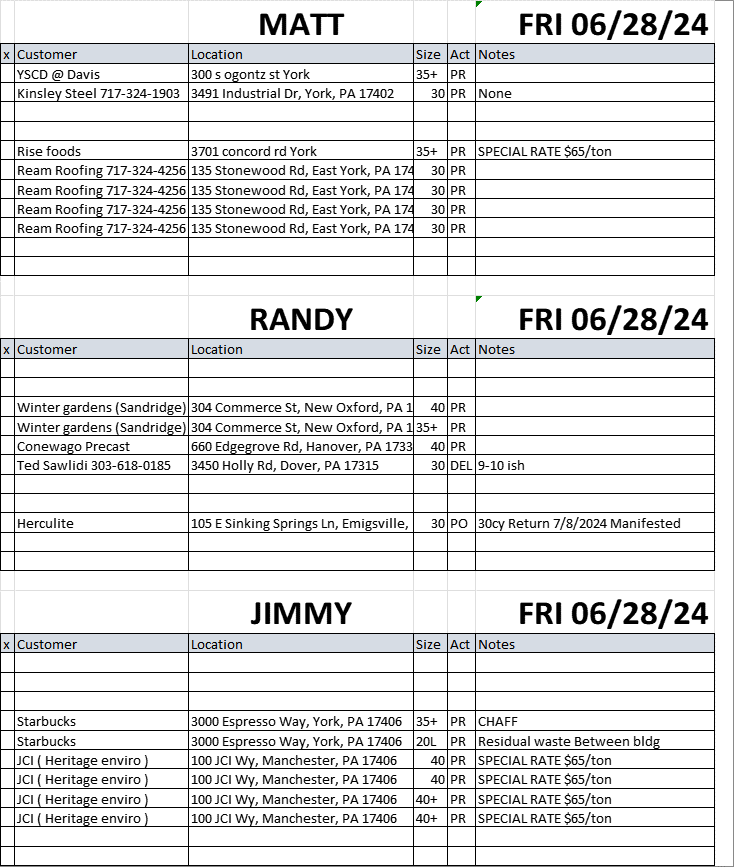 MATT FRI 06/28/24
x Customer Location Size Act Notes
YSCD @ Davis 300 s ogontz st York 35+ PR
Kinsley Steel 717-324-1903 3491 Industrial Dr, York, PA 17402 30 PR None
Rise foods 3701 concord rd York 35+ PR SPECIAL RATE $65/ton
Ream Roofing 717-324-4256 135 Stonewood Rd, East York, PA 174 30 PR
Ream Roofing 717-324-4256 135 Stonewood Rd, East York, PA 174 30 PR
Ream Roofing 717-324-4256 135 Stonewood Rd, East York, PA 174 30 PR
Ream Roofing 717-324-4256 135 Stonewood Rd, East York, PA 174 30 PR
RANDY FRI 06/28/24
x Customer Location Size Act Notes
Winter gardens (Sandridge) 304 Commerce St, New Oxford, PA 1 40 PR
Winter gardens (Sandridge) 304 Commerce St, New Oxford, PA 1 35+ PR
Conewago Precast 660 Edgegrove Rd, Hanover, PA 1733 40 PR
Ted Sawlidi 303-618-0185 3450 Holly Rd, Dover, PA 17315 30 DEL 9-10 ish
Herculite 105 E Sinking Springs Ln, Emigsville, 30 PO 30cy Return 7/8/2024 Manifested
JIMMY FRI 06/28/24
x Customer Location Size Act Notes
Starbucks 3000 Espresso Way, York, PA 17406 35+ PR CHAFF
Starbucks 3000 Espresso Way, York, PA 17406 20L PR Residual waste Between bldg
JCI ( Heritage enviro ) 100 JCI Wy, Manchester, PA 17406 40 PR SPECIAL RATE $65/ton
JCI ( Heritage enviro ) 100 JCI Wy, Manchester, PA 17406 40 PR SPECIAL RATE $65/ton
JCI ( Heritage enviro ) 100 JCI Wy, Manchester, PA 17406 40+ PR SPECIAL RATE $65/ton
JCI ( Heritage enviro ) 100 JCI Wy, Manchester, PA 17406 40+ PR SPECIAL RATE $65/ton